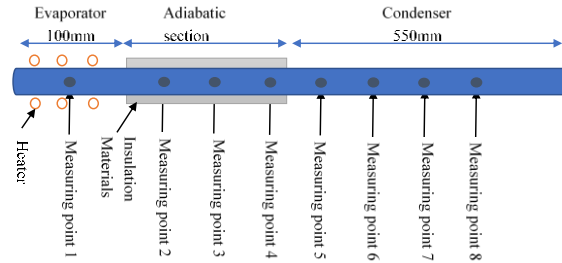 Evaporator
100mm
Adiabatic
section
Condenser
550mm
Heater
Measuring point 1
Insulation
Materials
Measuring point 2
Measuring point 3
Measuring point 4
Measuring point 5
Measuring point 6
Measuring point 7
Measuring point 8